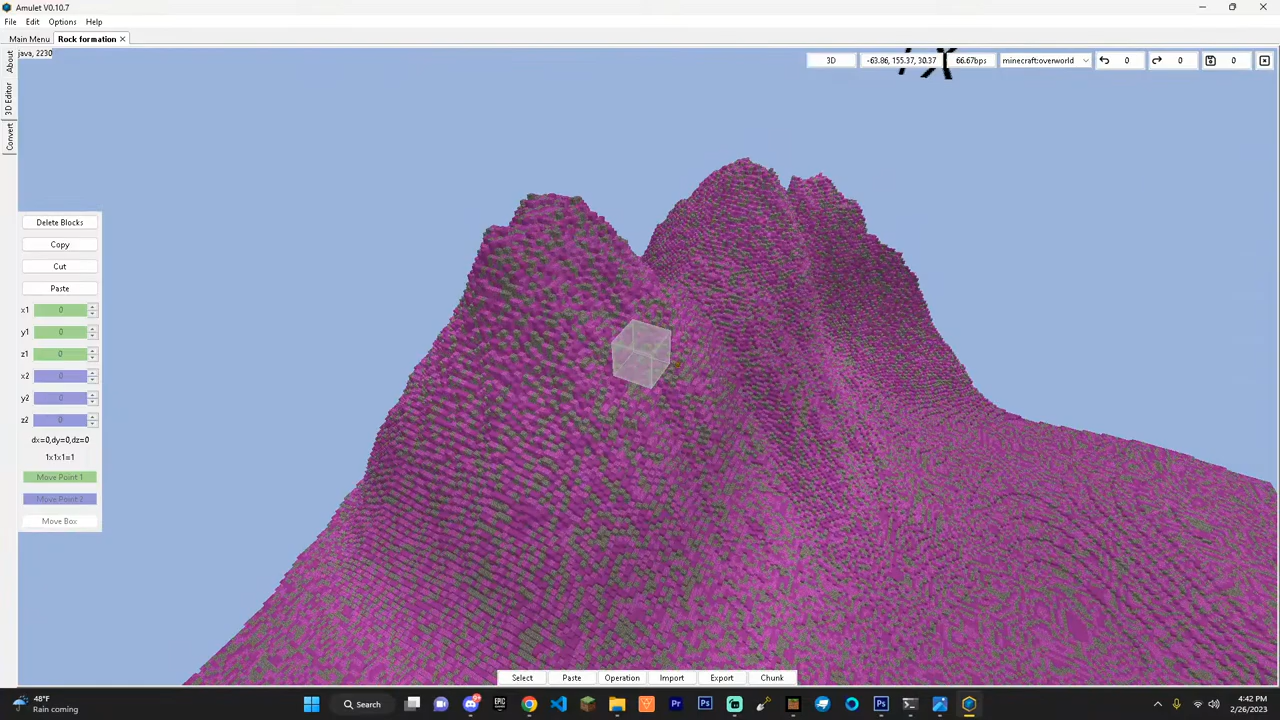 Amulet V0.10.7
File Edit Options Help
Main Menu Rock formation
java, 2230
About
3D Editor
Convert
3D -63.86, 155.37, 30.37 66.67bps minecraft:overworld 0 0 0
Delete Blocks
Copy
Cut
Paste
x1 0
y1 0
z1 0
x2 0
y2 0
z2 0
dx=0,dy=0,dz=0
1x1x1=1
Move Point 1
Move Point 2
Move Box
Select Paste Operation Import Export Chunk
48°F
Rain coming
Search
4:42 PM
2/26/2023